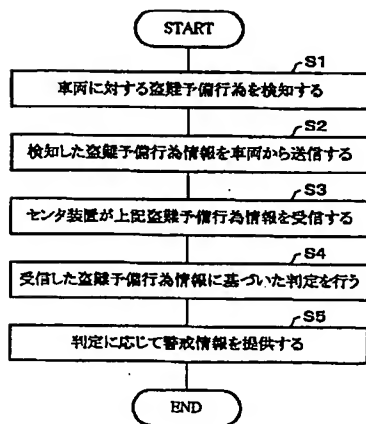 START
S1
車両に対する盗難予備行為を検知する
S2
検知した盗難予備行為情報を車両から送信する
S3
センタ装置が上記盗難予備行為情報を受信する
S4
受信した盗難予備行為情報に基づいた判定を行う
S5
判定に応じて警戒情報を提供する
END